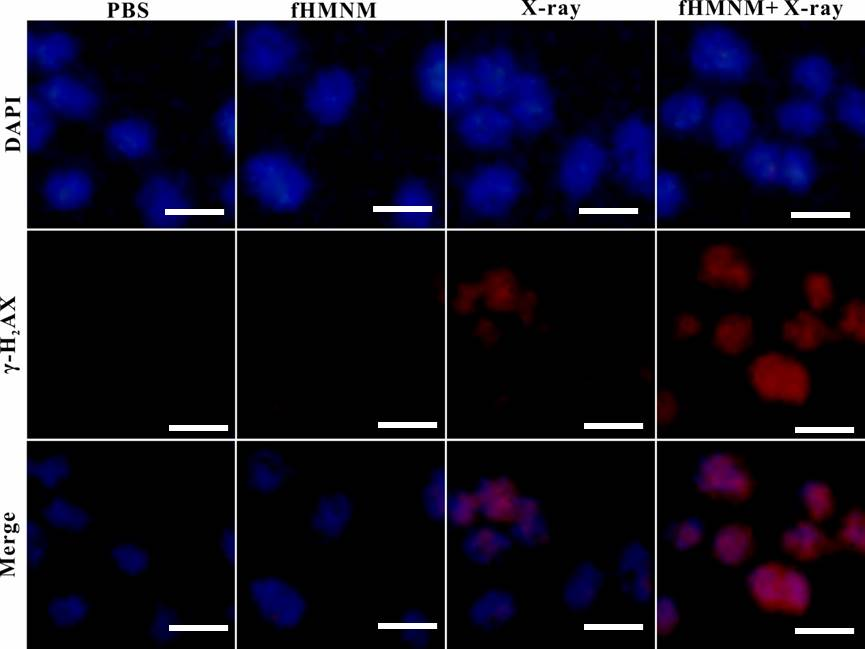 PBS fHMNM X-ray fHMNM+ X-ray
DAPI
γ-H₂AX
Merge